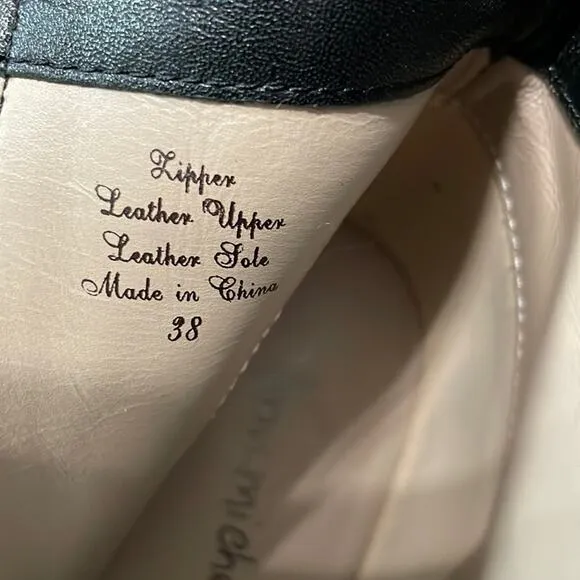 Zipper
Leather Upper
Leather Sole
Made in China
38